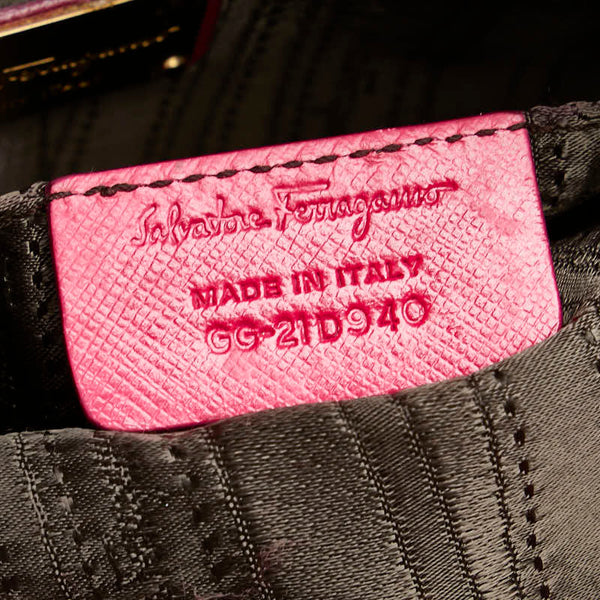 Salvatore Ferragamo
MADE IN ITALY
GG-21D940